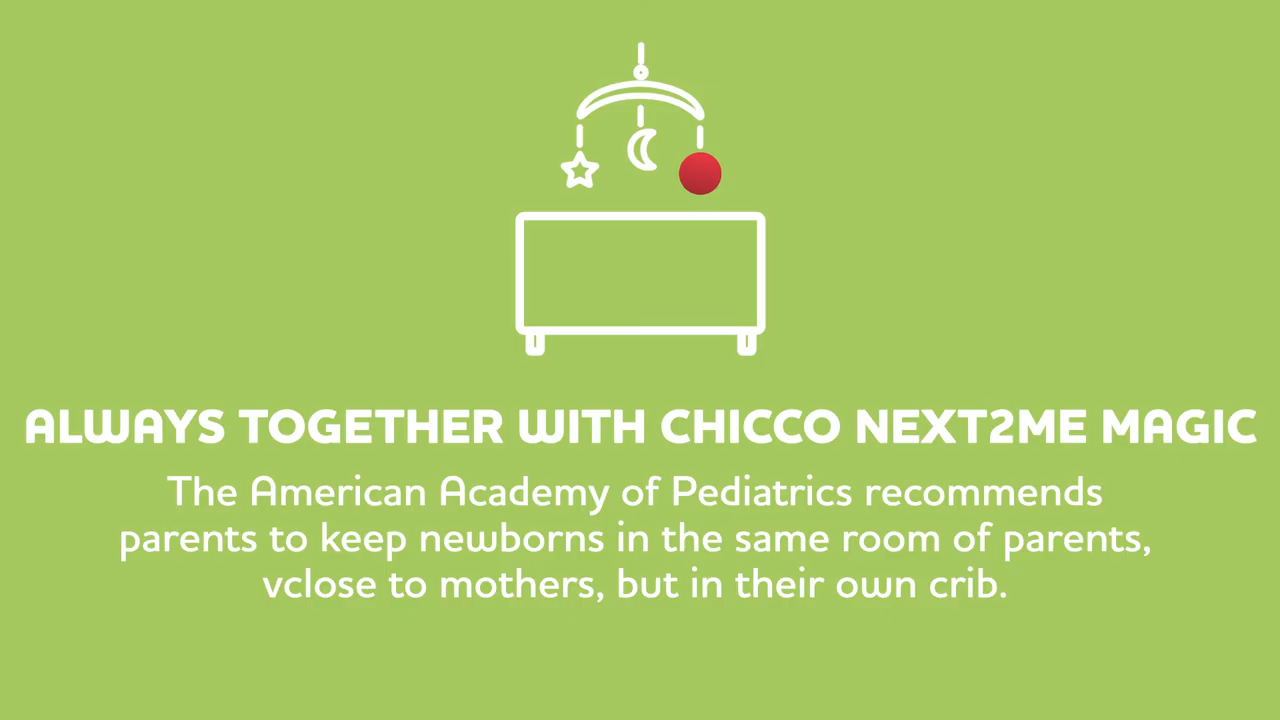 ALWAYS TOGETHER WITH CHICCO NEXT2ME MAGIC
The American Academy of Pediatrics recommends
parents to keep newborns in the same room of parents,
vclose to mothers, but in their own crib.